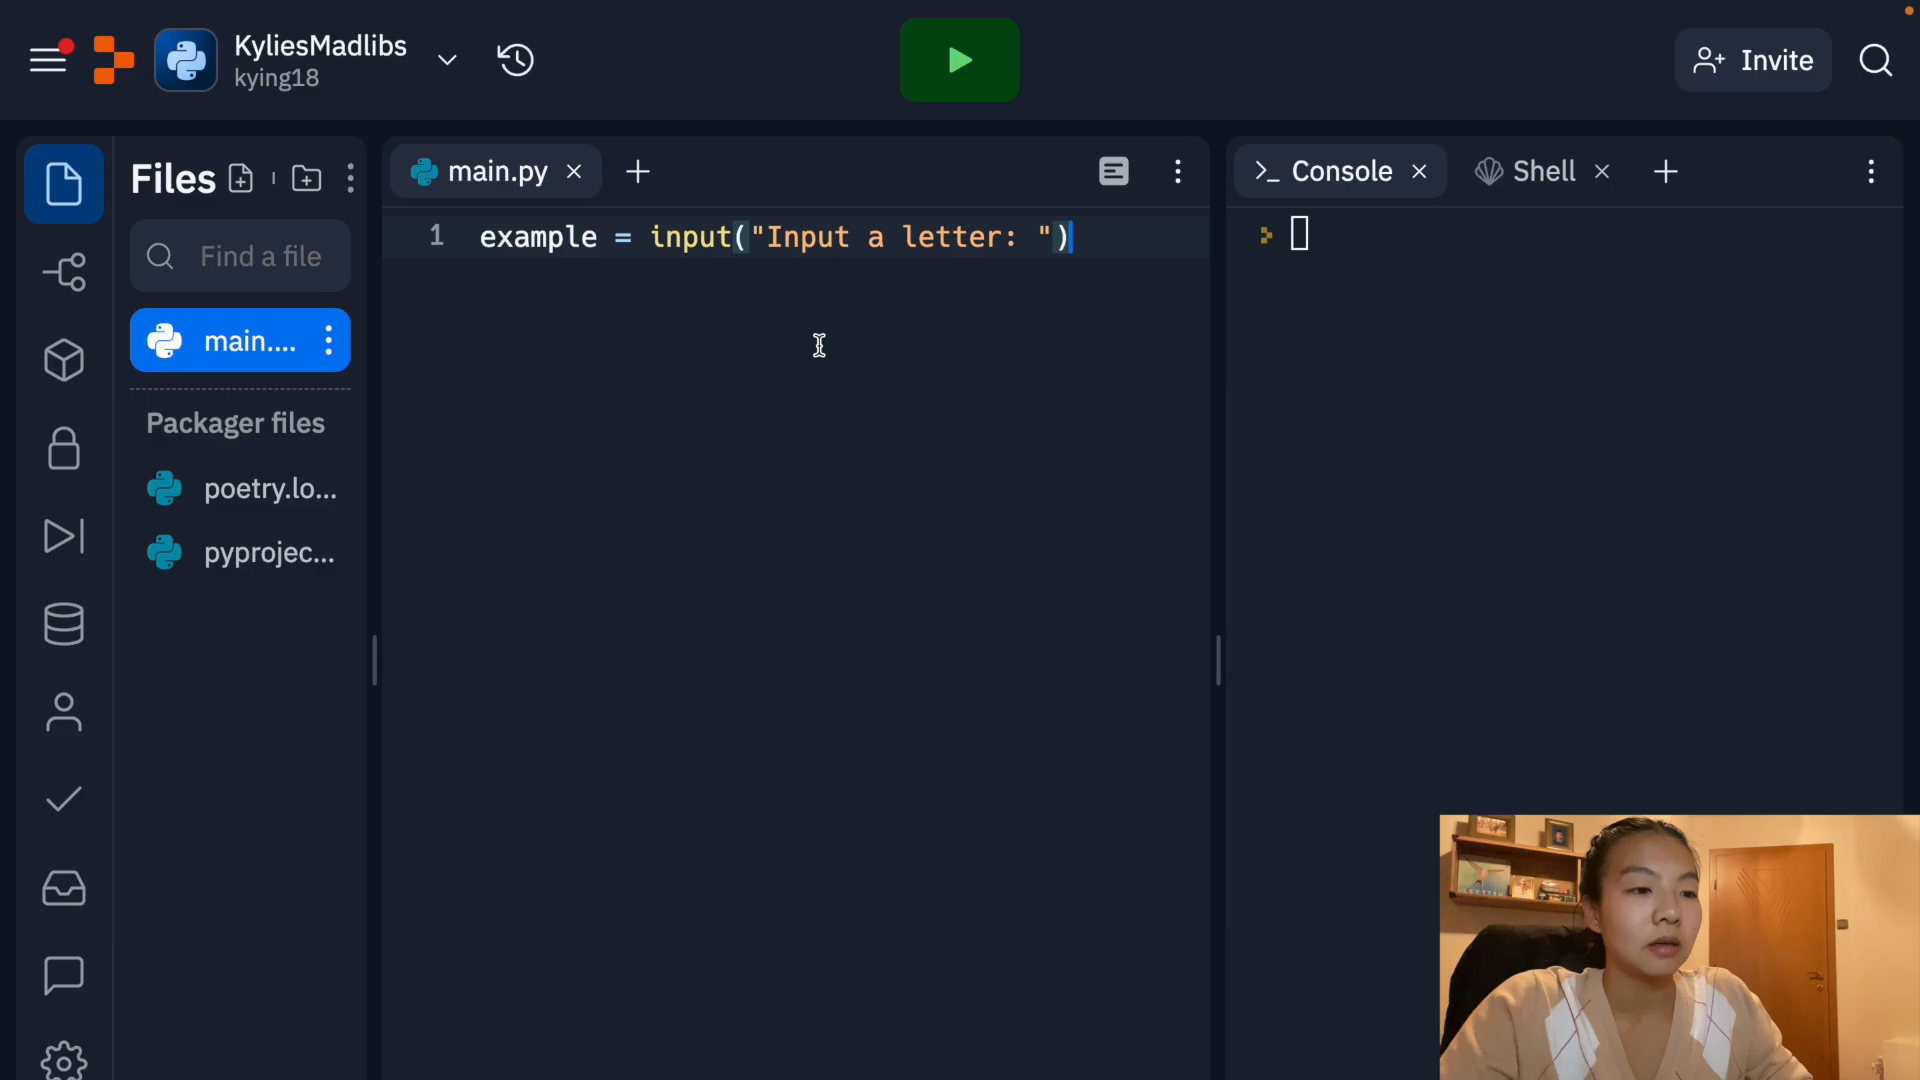 KyliesMadlibs
kying18
Invite
Files
main.py
Console
Shell
Find a file
1 example = input("Input a letter: ")
main....
Packager files
poetry.lo...
pyprojec...